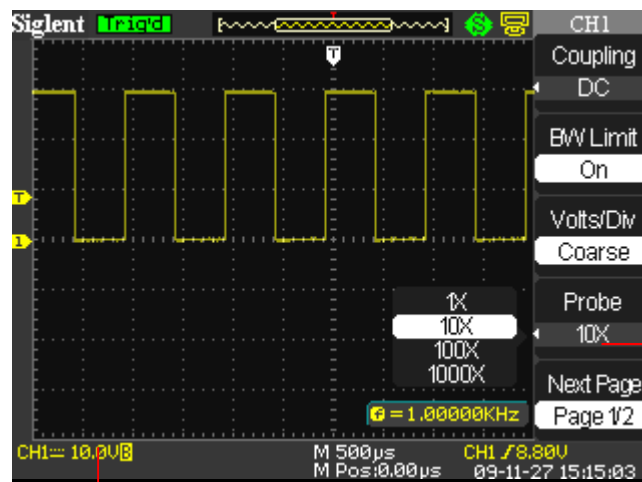 Siglent Trig'd CH1
T
Coupling
DC
BW Limit
On
T
Volts/Div
1
Coarse
1X
Probe
10X
10X
100X
1000X
Next Page
f = 1.00000KHz
Page 1/2
CH1 10.0V B M 500µs CH1 8.80V
M Pos:0.00µs 09-11-27 15:15:03